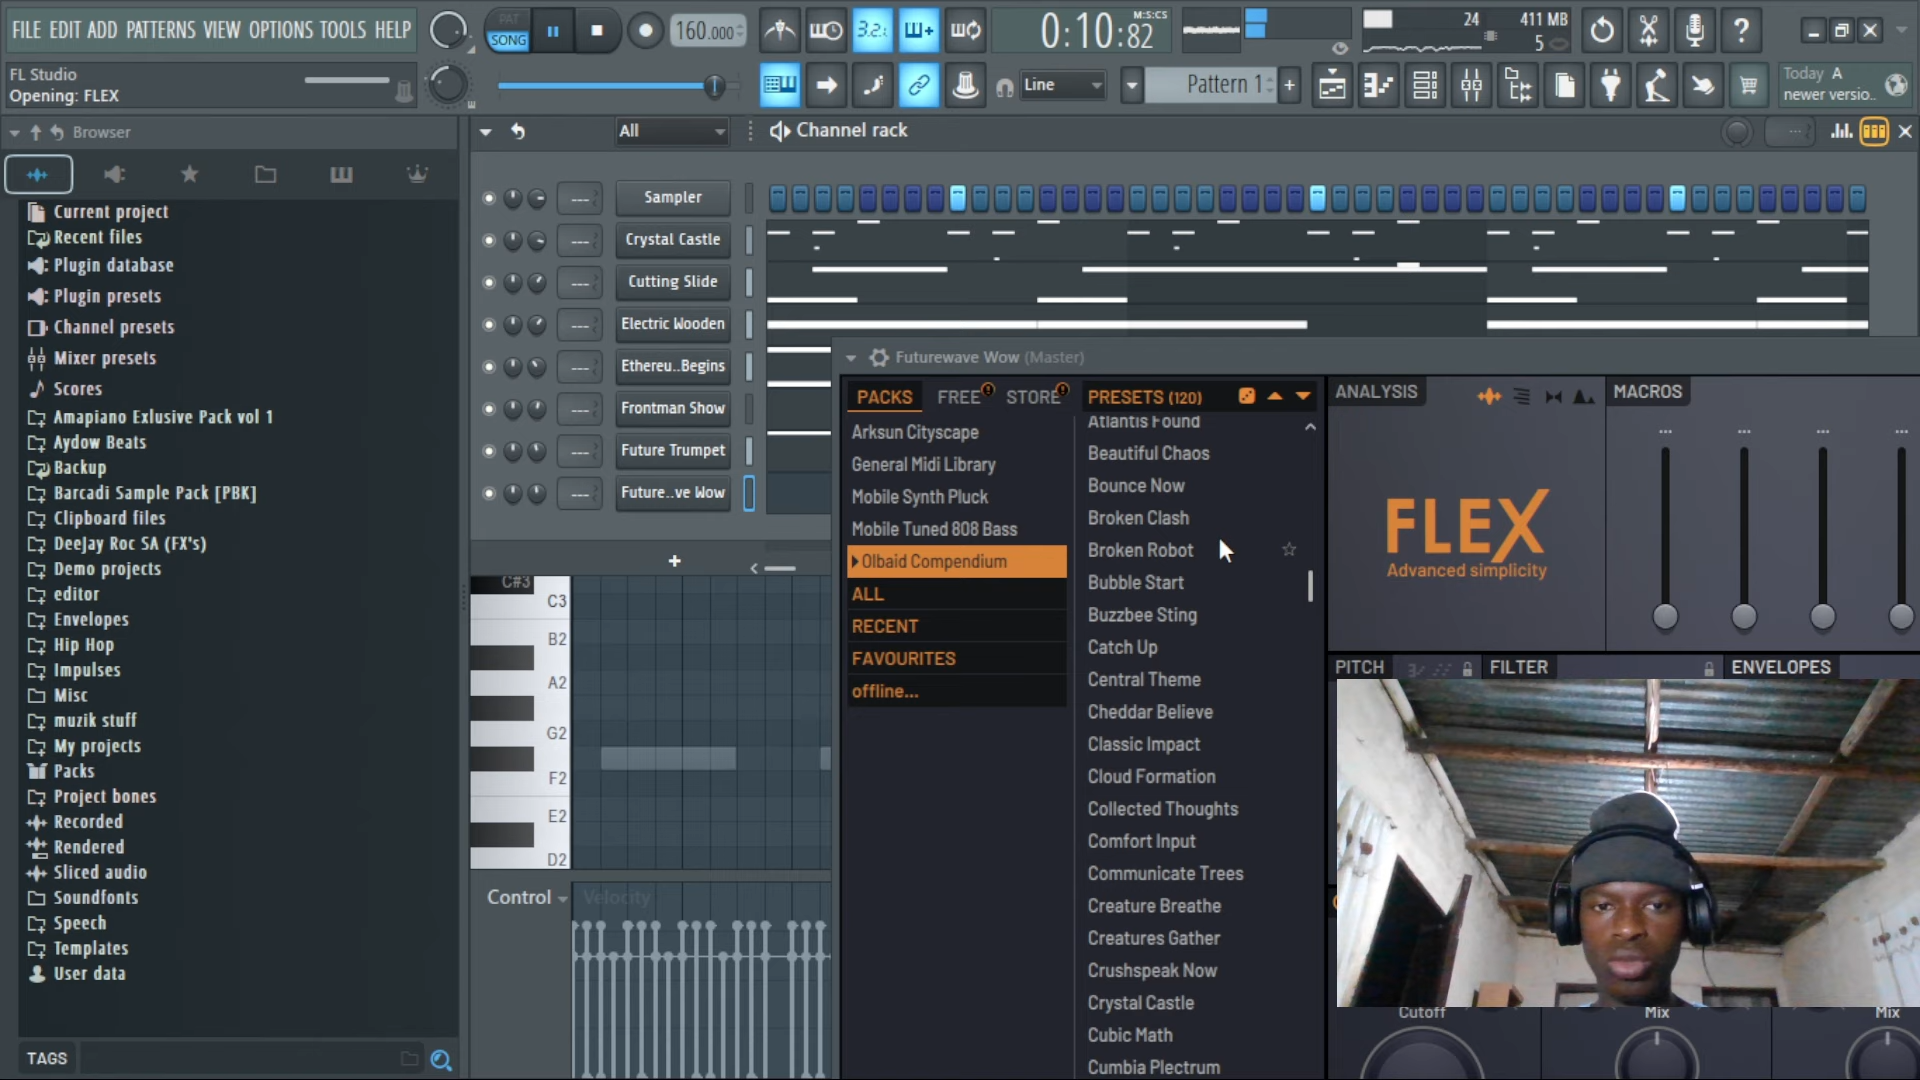 FILE EDIT ADD PATTERNS VIEW OPTIONS TOOLS HELP
PAT
SONG
160.000
3.2.
0:10:82
M:S:CS
24
411 MB
5
FL Studio
Opening: FLEX
Line
Pattern 1
Today A
newer versio..
Browser
All
Channel rack
Current project
Recent files
Plugin database
Plugin presets
Channel presets
Mixer presets
Scores
Amapiano Exlusive Pack vol 1
Aydow Beats
Backup
Barcadi Sample Pack [PBK]
Clipboard files
DeeJay Roc SA (FX's)
Demo projects
editor
Envelopes
Hip Hop
Impulses
Misc
muzik stuff
My projects
Packs
Project bones
Recorded
Rendered
Sliced audio
Soundfonts
Speech
Templates
User data
TAGS
Sampler
Crystal Castle
Cutting Slide
Electric Wooden
Ethereu..Begins
Frontman Show
Future Trumpet
Future..ve Wow
C#3
C3
B2
A2
G2
F2
E2
D2
Control
Velocity
Futurewave Wow (Master)
PACKS
FREE
STORE
PRESETS (120)
Arksun Cityscape
General Midi Library
Mobile Synth Pluck
Mobile Tuned 808 Bass
Olbaid Compendium
ALL
RECENT
FAVOURITES
offline...
Atlantis Found
Beautiful Chaos
Bounce Now
Broken Clash
Broken Robot
Bubble Start
Buzzbee Sting
Catch Up
Central Theme
Cheddar Believe
Classic Impact
Cloud Formation
Collected Thoughts
Comfort Input
Communicate Trees
Creature Breathe
Creatures Gather
Crushspeak Now
Crystal Castle
Cubic Math
Cumbia Plectrum
ANALYSIS
MACROS
FLEX
Advanced simplicity
PITCH
FILTER
ENVELOPES
Cutoff
Mix
Mix